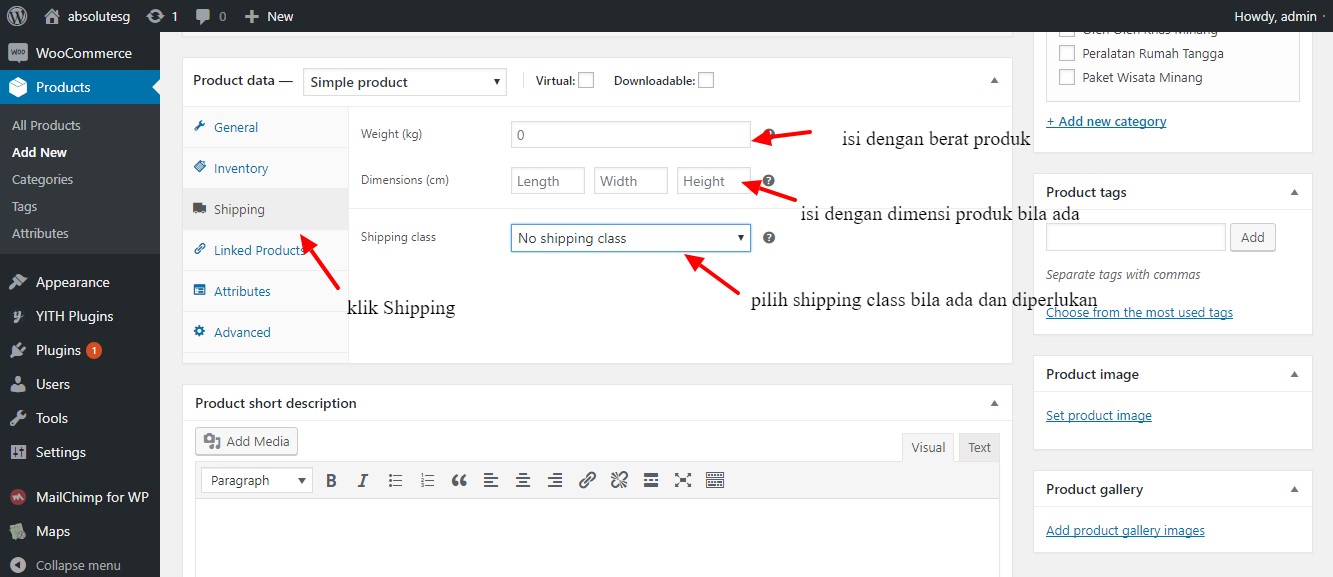 absolutesg 1 0 New Howdy, admin
WooCommerce
Products
All Products
Add New
Categories
Tags
Attributes
Appearance
YITH Plugins
Plugins 1
Users
Tools
Settings
MailChimp for WP
Maps
Collapse menu
Product data — Simple product Virtual: Downloadable:
General
Inventory
Shipping
Linked Products
Attributes
Advanced
Weight (kg) 0
isi dengan berat produk
Dimensions (cm) Length Width Height
isi dengan dimensi produk bila ada
Shipping class No shipping class
pilih shipping class bila ada dan diperlukan
klik Shipping
Product short description
Add Media
Visual Text
Paragraph
Oleh Oleh Khas Minang
Peralatan Rumah Tangga
Paket Wisata Minang
+ Add new category
Product tags
Add
Separate tags with commas
Choose from the most used tags
Product image
Set product image
Product gallery
Add product gallery images